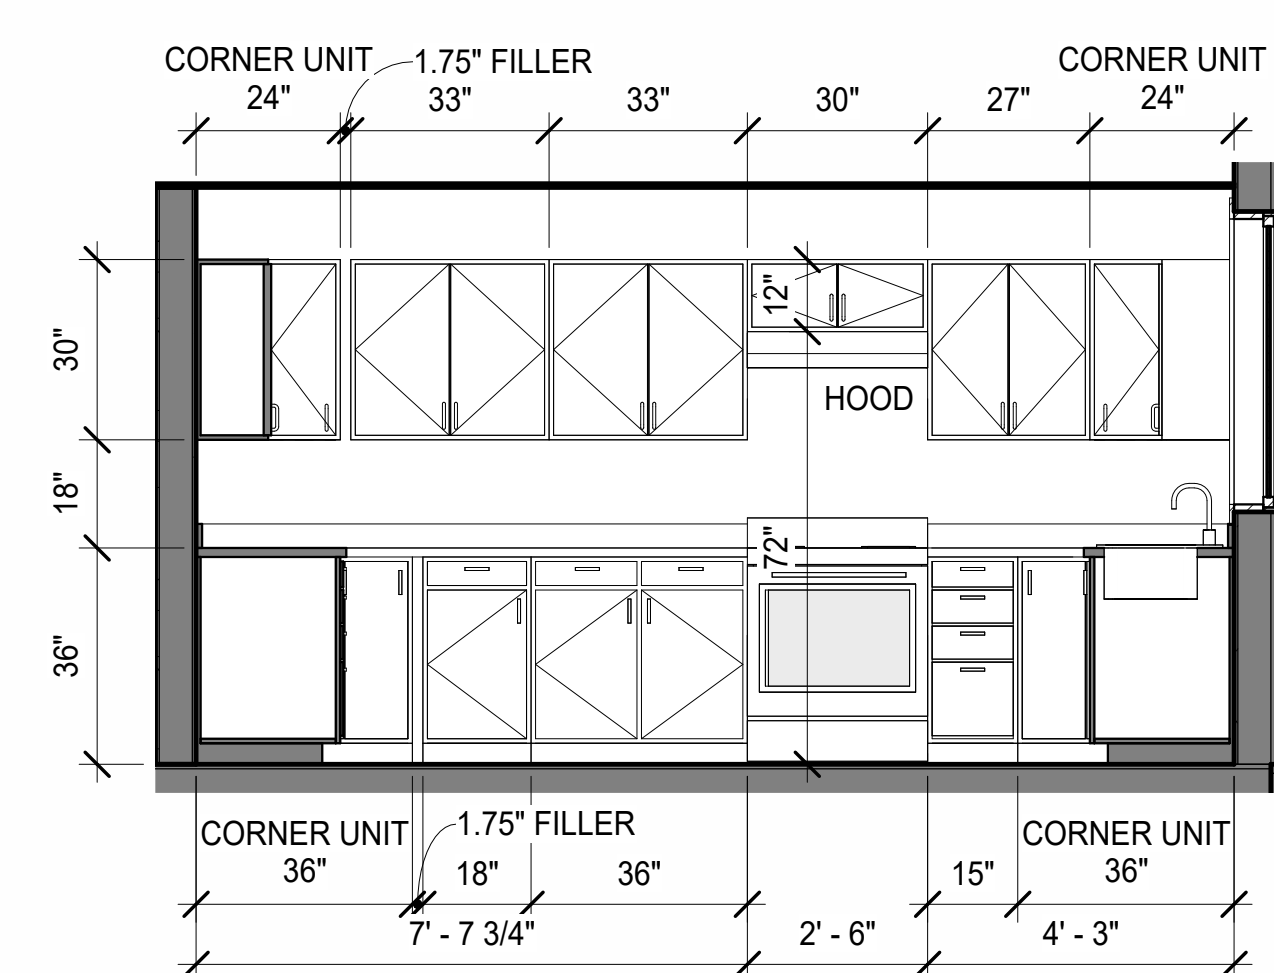 CORNER UNIT
1.75" FILLER
CORNER UNIT
24"
33"
33"
30"
27"
24"
30"
12"
HOOD
18"
72"
36"
1.75" FILLER
CORNER UNIT
CORNER UNIT
36"
18"
36"
15"
36"
7' - 7 3/4"
2' - 6"
4' - 3"